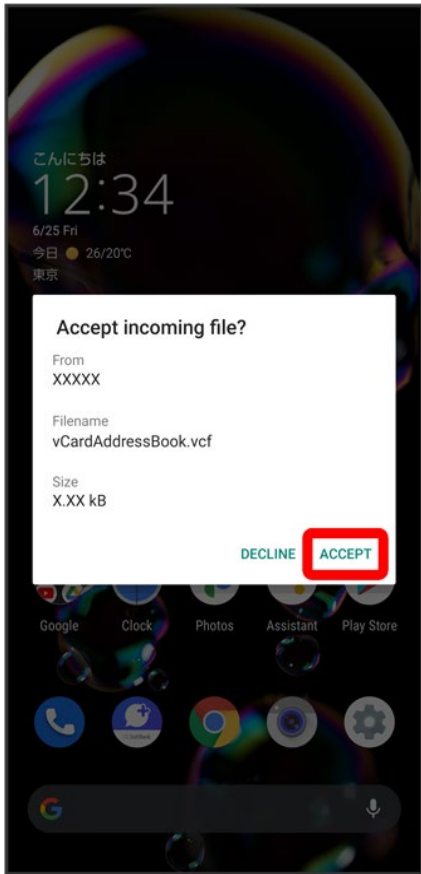 こんにちは
12:34
6/25 Fri
今日 26/20℃
東京
Accept incoming file?
From
XXXXX
Filename
vCardAddressBook.vcf
Size
X.XX kB
DECLINE ACCEPT
Google Clock Photos Assistant Play Store
SoftBank
G